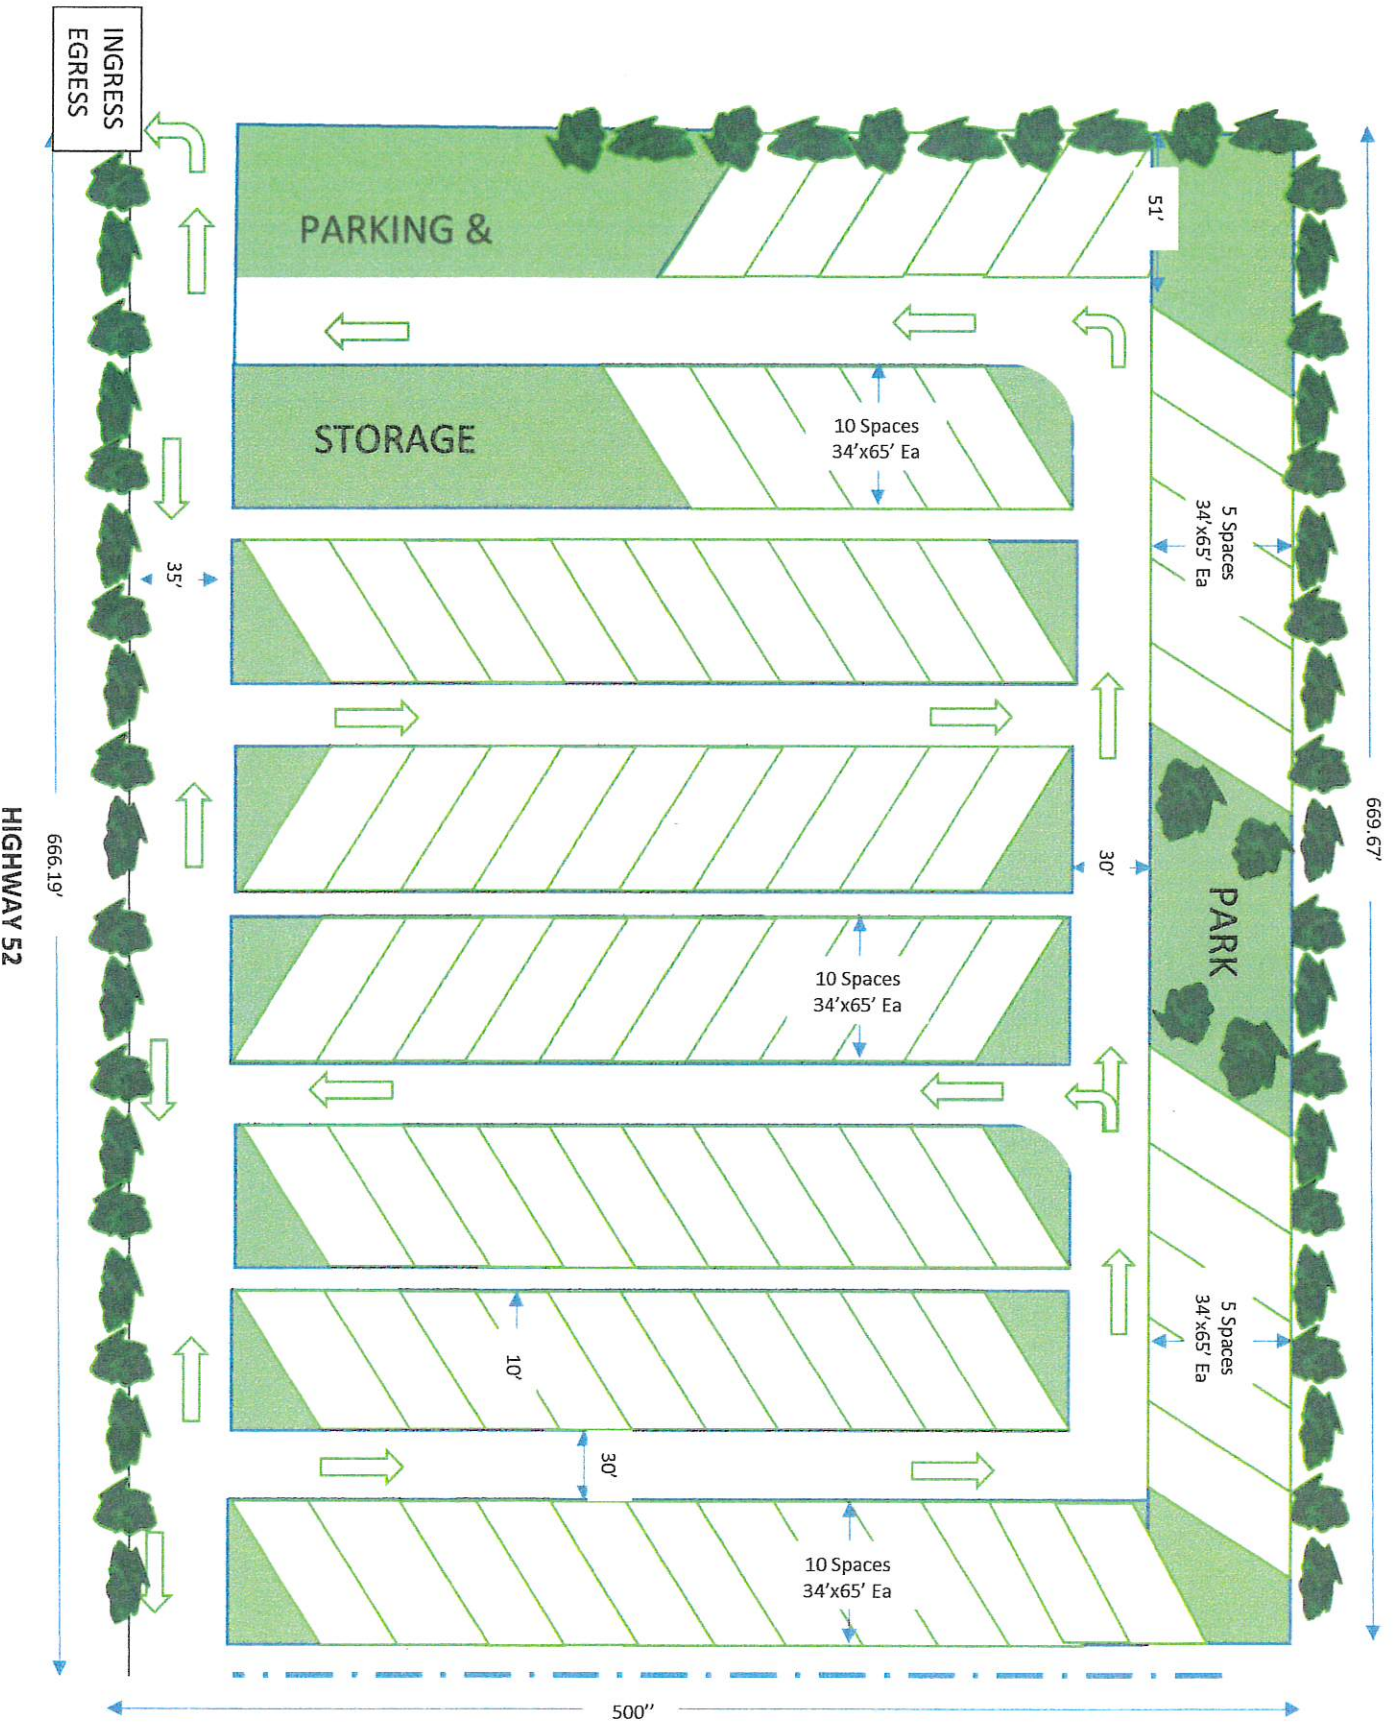 INGRESS
EGRESS
PARKING &
51'
STORAGE
10 Spaces
34'x65' Ea
5 Spaces
34'x65' Ea
35'
669.67'
666.19'
HIGHWAY 52
30'
PARK
10 Spaces
34'x65' Ea
5 Spaces
34'x65' Ea
10'
30'
10 Spaces
34'x65' Ea
500''